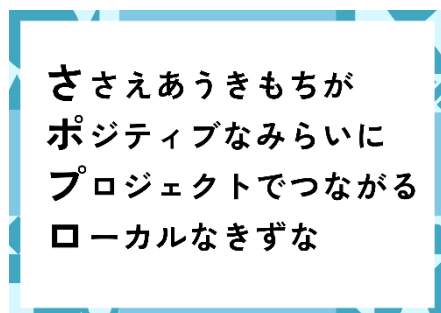 ささえあうきもちが
ポジティブなみらいに
プロジェクトでつながる
ローカルなきずな